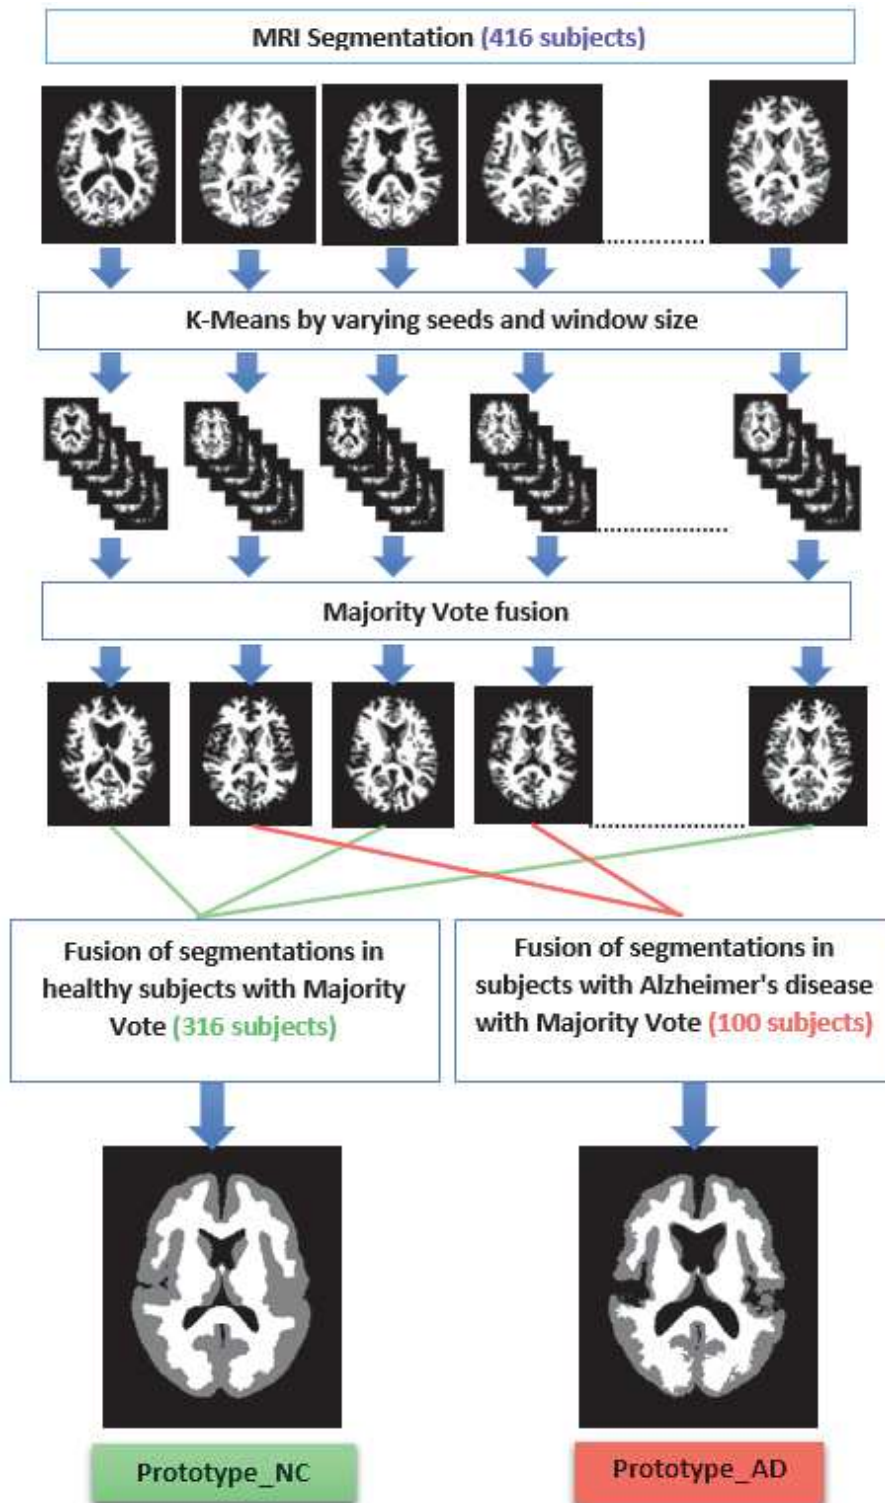 MRI Segmentation (416 subjects)
K-Means by varying seeds and window size
Majority Vote fusion
Fusion of segmentations in
healthy subjects with Majority
Vote (316 subjects)
Fusion of segmentations in
subjects with Alzheimer's disease
with Majority Vote (100 subjects)
Prototype_NC
Prototype_AD